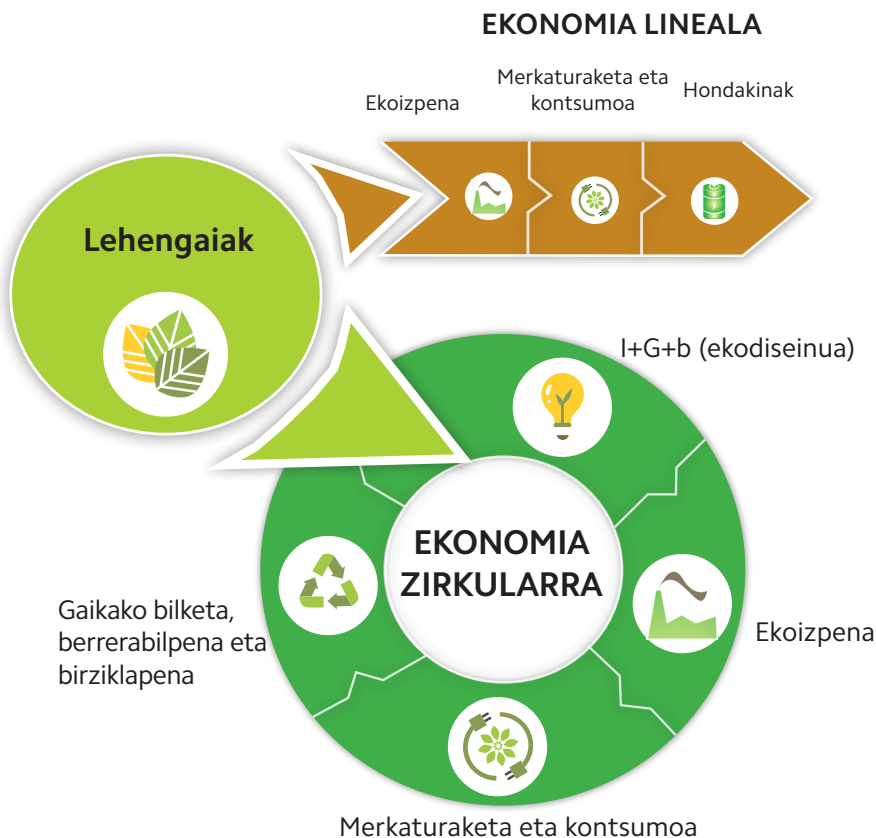 EKONOMIA LINEALA
Ekoizpena
Merkaturaketa eta
kontsumoa
Hondakinak
Lehengaiak
I+G+b (ekodiseinua)
EKONOMIA
ZIRKULARRA
Ekoizpena
Gaikako bilketa,
berrerabilpena eta
birziklapena
Merkaturaketa eta kontsumoa